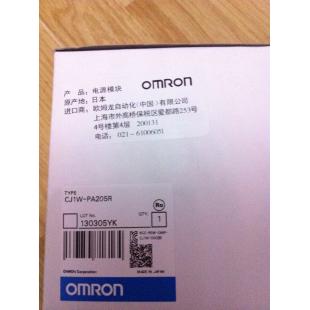 OMRON
产 品: 电源模块
原产地: 日本
进口商: 欧姆龙自动化(中国)有限公司
上海市外高桥保税区爱都路253号
4号楼第4层 200131
电话: 021-61006051
TYPE
CJ1W-PA205R
LOT No.
130305YK
QTY.
1
OMRON Corporation
MADE IN JAPAN
OMRON